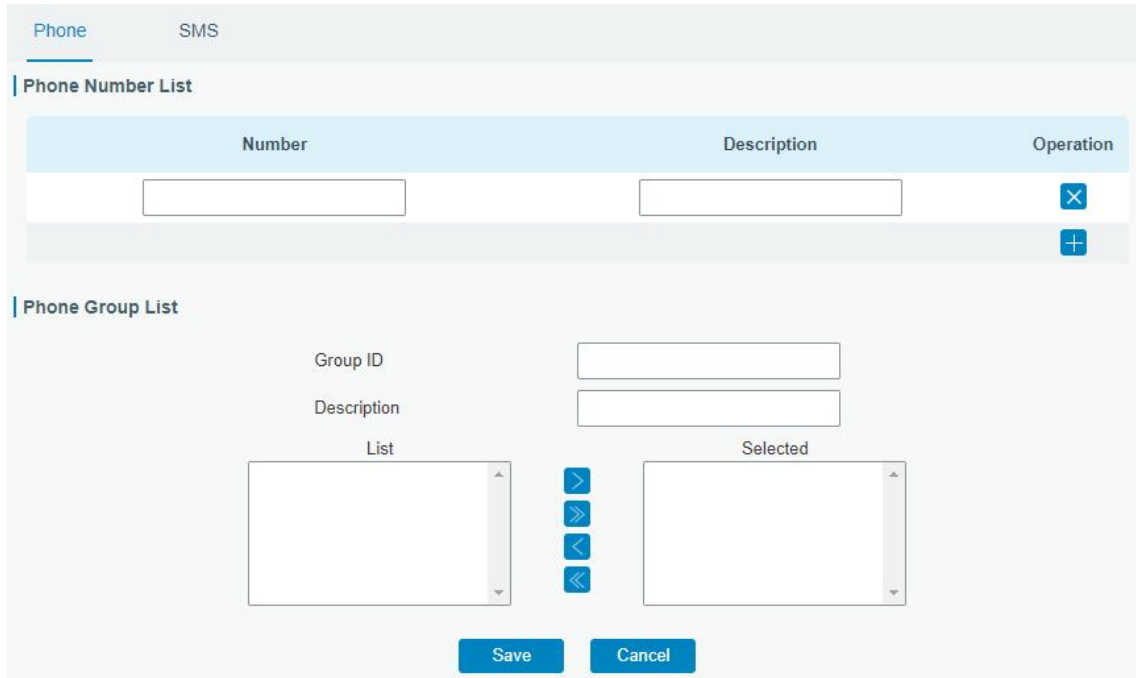 Phone SMS
Phone Number List
Number Description Operation
Phone Group List
Group ID
Description
List Selected
Save Cancel